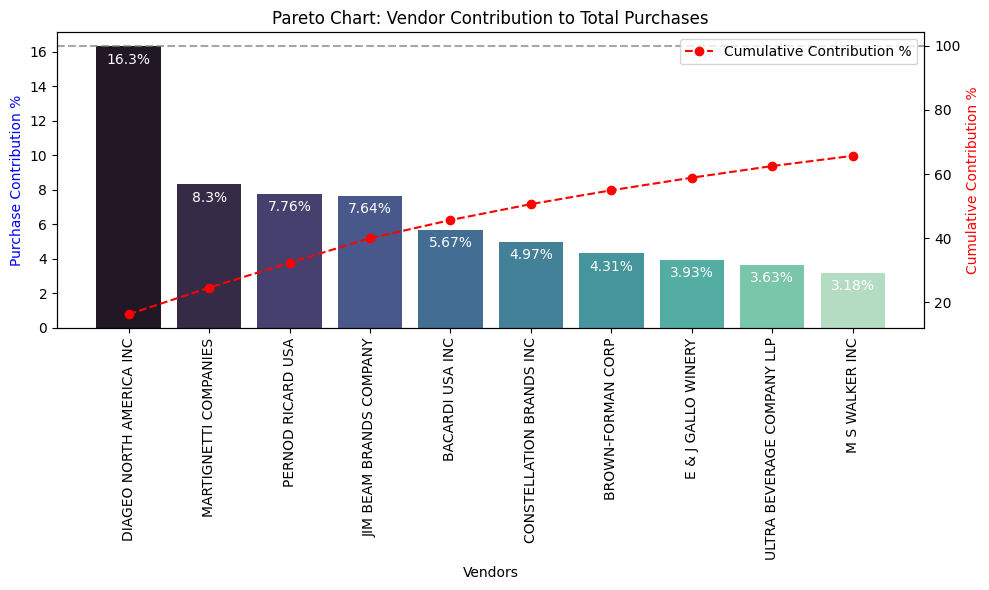 Pareto Chart: Vendor Contribution to Total Purchases
Purchase Contribution %
16
14
12
10
8
6
4
2
0
16.3%
8.3%
7.76%
7.64%
5.67%
4.97%
4.31%
3.93%
3.63%
3.18%
Cumulative Contribution %
100
80
60
40
20
Cumulative Contribution %
DIAGEO NORTH AMERICA INC
MARTIGNETTI COMPANIES
PERNOD RICARD USA
JIM BEAM BRANDS COMPANY
BACARDI USA INC
CONSTELLATION BRANDS INC
BROWN-FORMAN CORP
E & J GALLO WINERY
ULTRA BEVERAGE COMPANY LLP
M S WALKER INC
Vendors